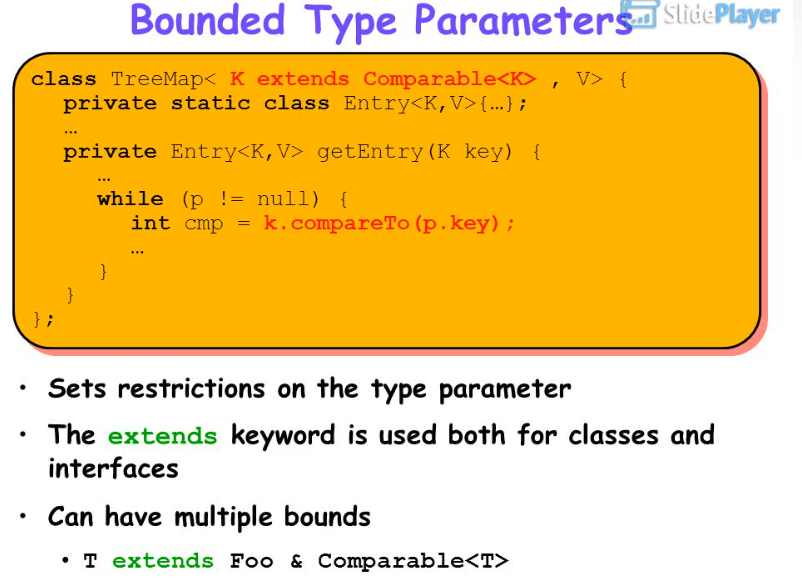 Bounded Type Parameters
SlidePlayer
class TreeMap< K extends Comparable<K> , V> {
private static class Entry<K,V>{…};
…
private Entry<K,V> getEntry(K key) {
…
while (p != null) {
int cmp = k.compareTo(p.key);
…
}
}
};
• Sets restrictions on the type parameter
• The extends keyword is used both for classes and
interfaces
• Can have multiple bounds
• T extends Foo & Comparable<T>